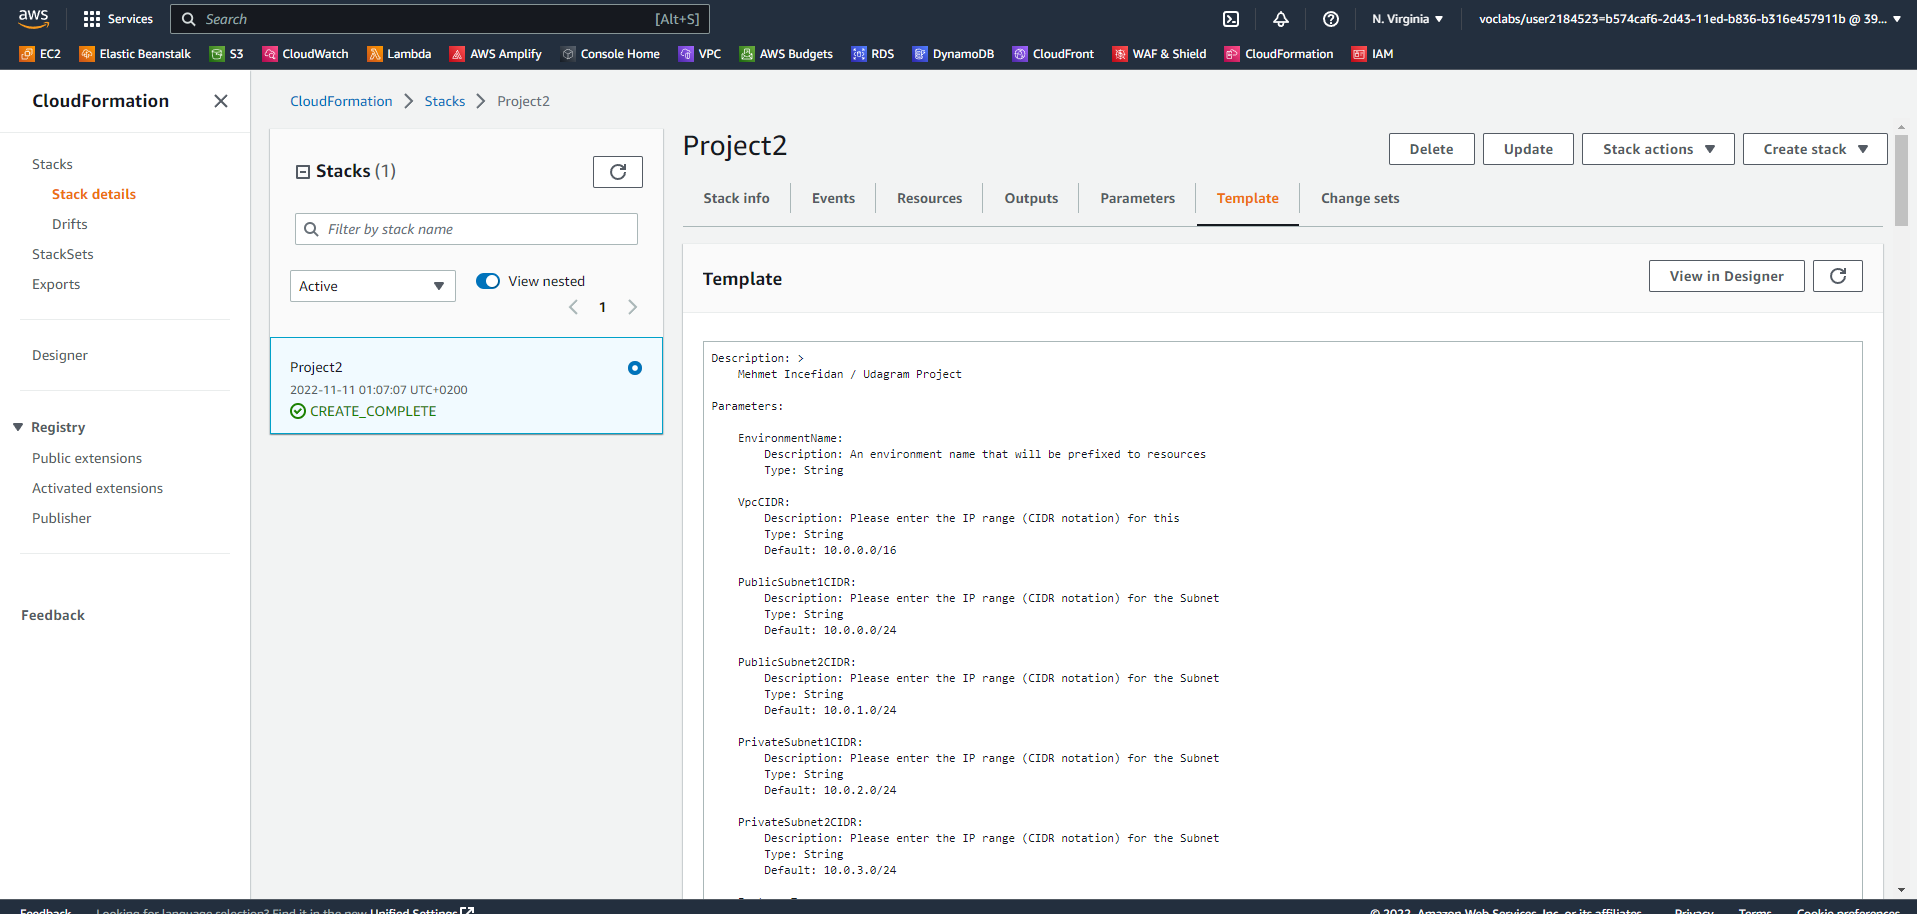 aws
Services
Search [Alt+S]
N. Virginia
voclabs/user2184523=b574caf6-2d43-11ed-b836-b316e457911b @ 39...
EC2 Elastic Beanstalk S3 CloudWatch Lambda AWS Amplify Console Home VPC AWS Budgets RDS DynamoDB CloudFront WAF & Shield CloudFormation IAM
CloudFormation
Stacks
Stack details
Drifts
StackSets
Exports
Designer
Registry
Public extensions
Activated extensions
Publisher
Feedback
CloudFormation > Stacks > Project2
Stacks (1)
Filter by stack name
Active
View nested
1
Project2
2022-11-11 01:07:07 UTC+0200
CREATE_COMPLETE
Project2
Delete Update Stack actions Create stack
Stack info Events Resources Outputs Parameters Template Change sets
Template
View in Designer
Description: >
Mehmet Incefidan / Udagram Project
Parameters:
EnvironmentName:
Description: An environment name that will be prefixed to resources
Type: String
VpcCIDR:
Description: Please enter the IP range (CIDR notation) for this
Type: String
Default: 10.0.0.0/16
PublicSubnet1CIDR:
Description: Please enter the IP range (CIDR notation) for the Subnet
Type: String
Default: 10.0.0.0/24
PublicSubnet2CIDR:
Description: Please enter the IP range (CIDR notation) for the Subnet
Type: String
Default: 10.0.1.0/24
PrivateSubnet1CIDR:
Description: Please enter the IP range (CIDR notation) for the Subnet
Type: String
Default: 10.0.2.0/24
PrivateSubnet2CIDR:
Description: Please enter the IP range (CIDR notation) for the Subnet
Type: String
Default: 10.0.3.0/24
Feedback Looking for language selection? Find it in the new Unified Settings
© 2022, Amazon Web Services, Inc. or its affiliates. Privacy Terms Cookie preferences